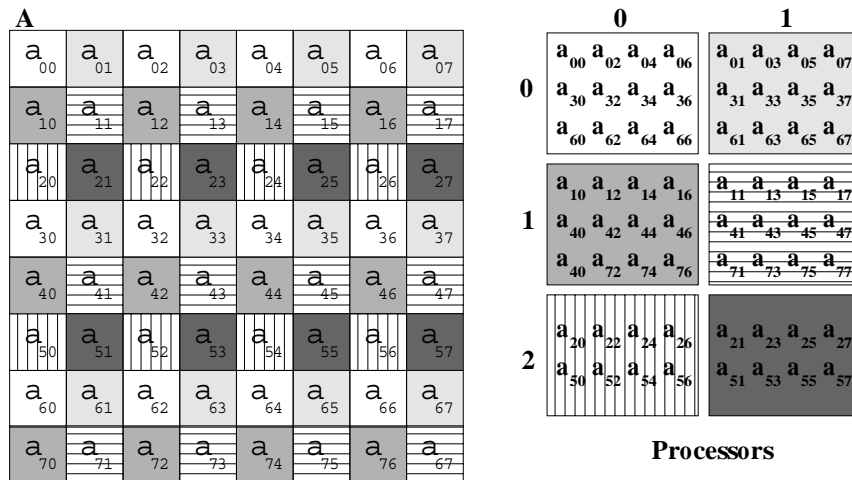 A
a00 a01 a02 a03 a04 a05 a06 a07
a10 a11 a12 a13 a14 a15 a16 a17
a20 a21 a22 a23 a24 a25 a26 a27
a30 a31 a32 a33 a34 a35 a36 a37
a40 a41 a42 a43 a44 a45 a46 a47
a50 a51 a52 a53 a54 a55 a56 a57
a60 a61 a62 a63 a64 a65 a66 a67
a70 a71 a72 a73 a74 a75 a76 a67
0 1
0
a00 a02 a04 a06
a30 a32 a34 a36
a60 a62 a64 a66
a01 a03 a05 a07
a31 a33 a35 a37
a61 a63 a65 a67
1
a10 a12 a14 a16
a40 a42 a44 a46
a40 a72 a74 a76
a11 a13 a15 a17
a41 a43 a45 a47
a71 a73 a75 a77
2
a20 a22 a24 a26
a50 a52 a54 a56
a21 a23 a25 a27
a51 a53 a55 a57
Processors